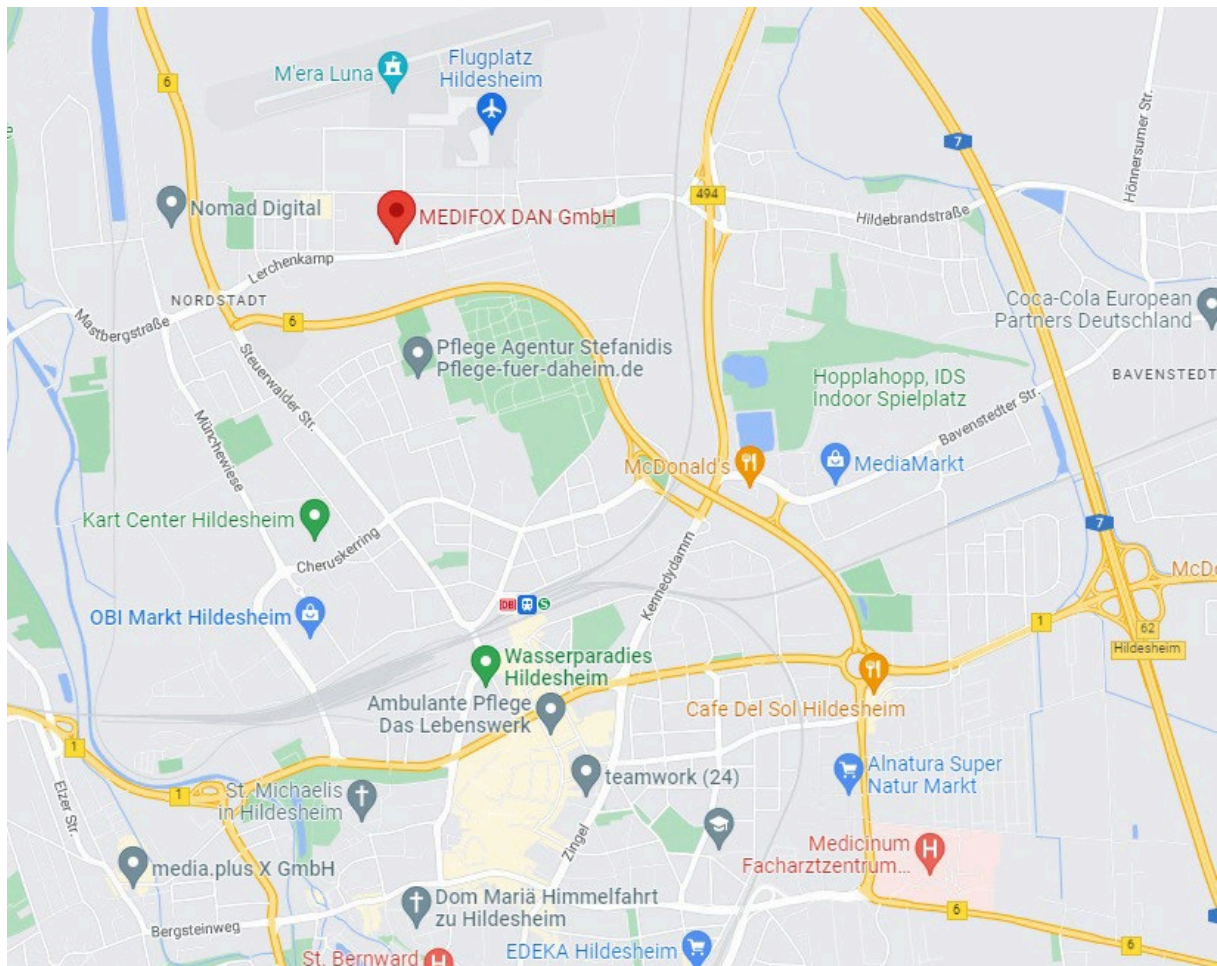 6
M'era Luna
Flugplatz
Hildesheim
7
Hönnersumer Str.
Nomad Digital
MEDIFOX DAN GmbH
494
Hildebrandstraße
Lerchenkamp
NORDSTADT
Mastbergstraße
6
Coca-Cola European
Partners Deutschland
Steuerwalder Str.
Pflege Agentur Stefanidis
Pflege-fuer-daheim.de
Hopplahopp, IDS
Indoor Spielplatz
BAVENSTEDT
Bavenstedter Str.
Münchewiese
McDonald's
MediaMarkt
Kart Center Hildesheim
7
Cheruskerring
Kennedydamm
McDo
DB
S
OBI Markt Hildesheim
1
62
Hildesheim
Wasserparadies
Hildesheim
Ambulante Pflege
Das Lebenswerk
Cafe Del Sol Hildesheim
1
Elzer Str.
1
St. Michaelis
in Hildesheim
teamwork (24)
Alnatura Super
Natur Markt
Zingel
Medicinum
Facharztzentrum...
H
media.plus X GmbH
Dom Mariä Himmelfahrt
zu Hildesheim
6
Bergsteinweg
6
St. Bernward
H
EDEKA Hildesheim